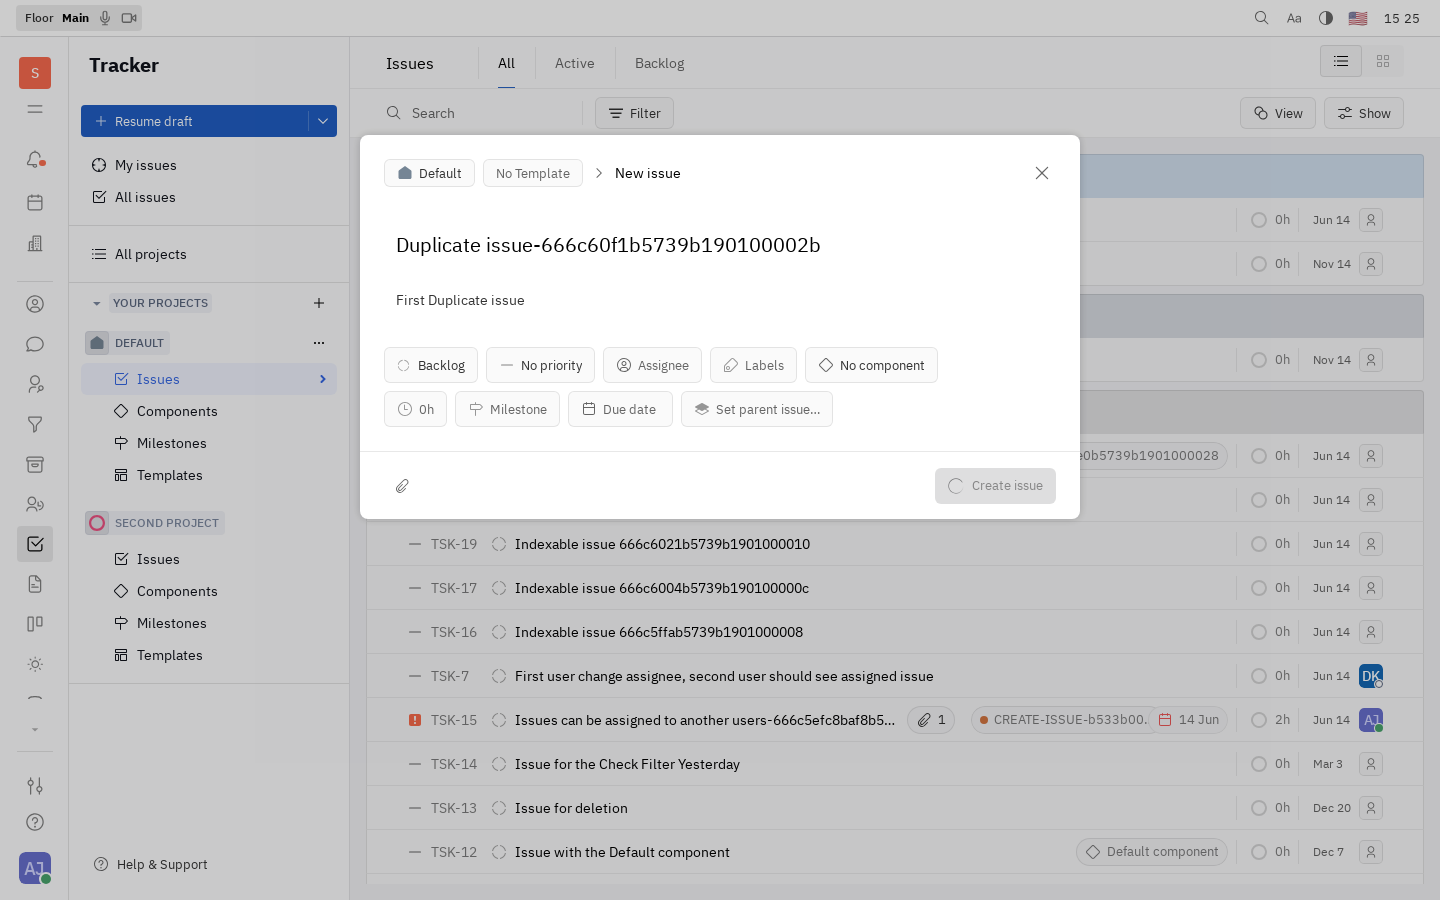 Floor Main
Aa
15 25
S
Tracker
Resume draft
My issues
All issues
All projects
YOUR PROJECTS
DEFAULT
Issues
Components
Milestones
Templates
SECOND PROJECT
Issues
Components
Milestones
Templates
Help & Support
AJ
Issues
All
Active
Backlog
Search
Filter
View
Show
0h Jun 14
0h Nov 14
0h Nov 14
e0b5739b1901000028 0h Jun 14
0h Jun 14
Default
No Template
New issue
Duplicate issue-666c60f1b5739b190100002b
First Duplicate issue
Backlog
No priority
Assignee
Labels
No component
0h
Milestone
Due date
Set parent issue...
Create issue
TSK-19 Indexable issue 666c6021b5739b1901000010 0h Jun 14
TSK-17 Indexable issue 666c6004b5739b190100000c 0h Jun 14
TSK-16 Indexable issue 666c5ffab5739b1901000008 0h Jun 14
TSK-7 First user change assignee, second user should see assigned issue 0h Jun 14 DK
TSK-15 Issues can be assigned to another users-666c5efc8baf8b5... 1 CREATE-ISSUE-b533b00... 14 Jun 2h Jun 14 AJ
TSK-14 Issue for the Check Filter Yesterday 0h Mar 3
TSK-13 Issue for deletion 0h Dec 20
TSK-12 Issue with the Default component Default component 0h Dec 7